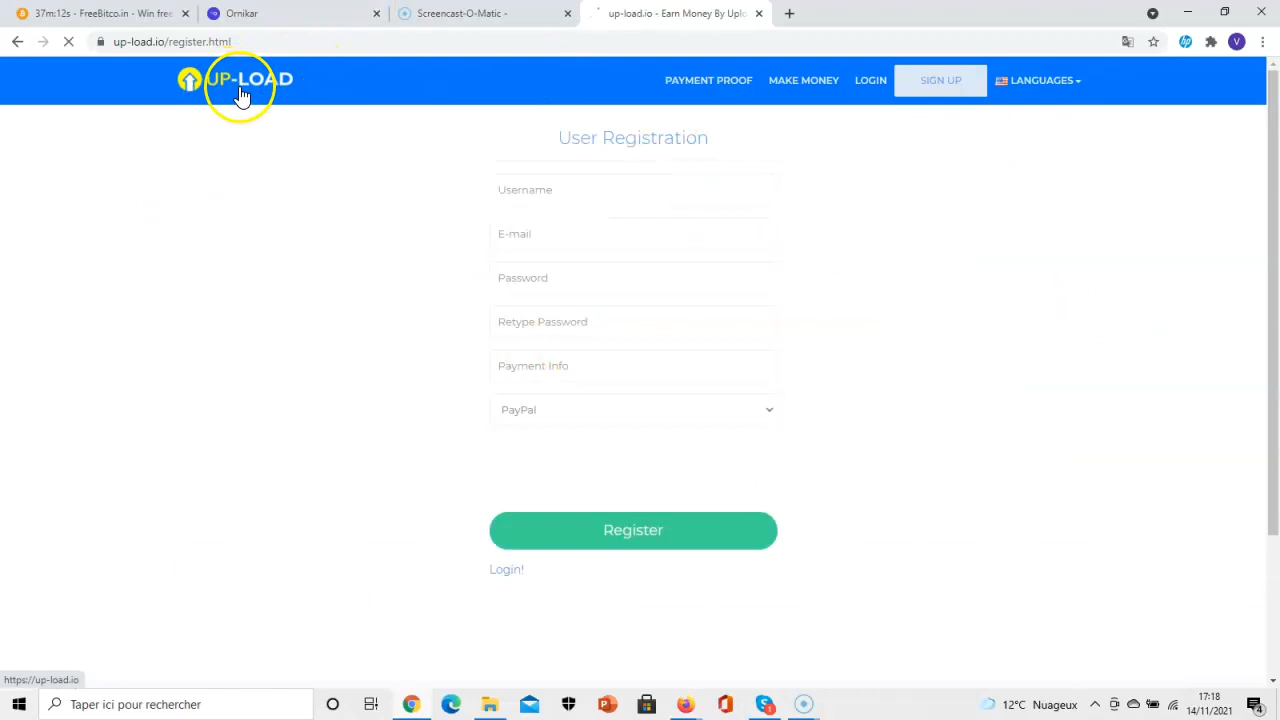 37m:12s - FreeBitco.in - Win free
Ornikar
Screencast-O-Matic -
up-load.io - Earn Money By Uplo
up-load.io/register.html
V
UP-LOAD
PAYMENT PROOF
MAKE MONEY
LOGIN
SIGN UP
LANGUAGES
User Registration
Username
E-mail
Password
Retype Password
Payment Info
PayPal
Register
Login!
https://up-load.io
Taper ici pour rechercher
12°C Nuageux
17:18
14/11/2021
4